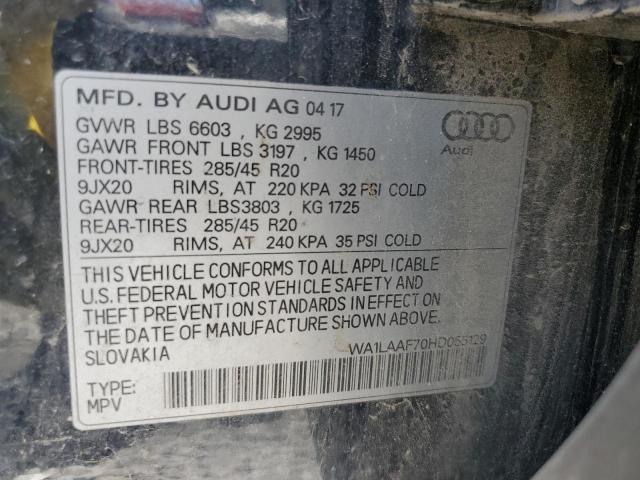 MFD. BY AUDI AG 04 17
GVWR LBS 6603 , KG 2995
GAWR FRONT LBS 3197 , KG 1450
FRONT-TIRES 285/45 R20
9JX20 RIMS, AT 220 KPA 32 PSI COLD
GAWR REAR LBS3803 , KG 1725
REAR-TIRES 285/45 R20
9JX20 RIMS, AT 240 KPA 35 PSI COLD
Audi
THIS VEHICLE CONFORMS TO ALL APPLICABLE
U.S. FEDERAL MOTOR VEHICLE SAFETY AND
THEFT PREVENTION STANDARDS IN EFFECT ON
THE DATE OF MANUFACTURE SHOWN ABOVE.
SLOVAKIA
WA1LAAF70HD055129
TYPE:
MPV